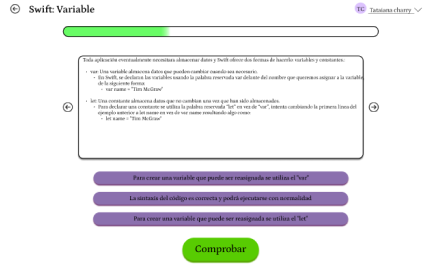 Swift: Variable
TC Tataiana churry
Toda aplicación eventualmente necesitara almacenar datos y Swift ofrece dos formas de hacerlo: variables y constantes:
- var: Una variable almacena datos que pueden cambiar cuando sea necesario.
- En Swift, se declaran las variables usando la palabra reservada var delante del nombre que queremos asignar a la variable
de la siguiente forma
- var name = "Tim McGraw"
- let: Una constante almacena datos que no cambian una vez que han sido almacenados.
- Para declarar una constante se utiliza la palabra reservada "let" en vez de "var", intenta cambiando la primera línea del
ejemplo anterior a let name en vez de var name resultando algo como:
- let name = "Tim McGraw"
Para crear una variable que puede ser reasignada se utiliza el "var"
La sintaxis del código es correcta y podrá ejecutarse con normalidad
Para crear una variable que puede ser reasignada se utiliza el "let"
Comprobar